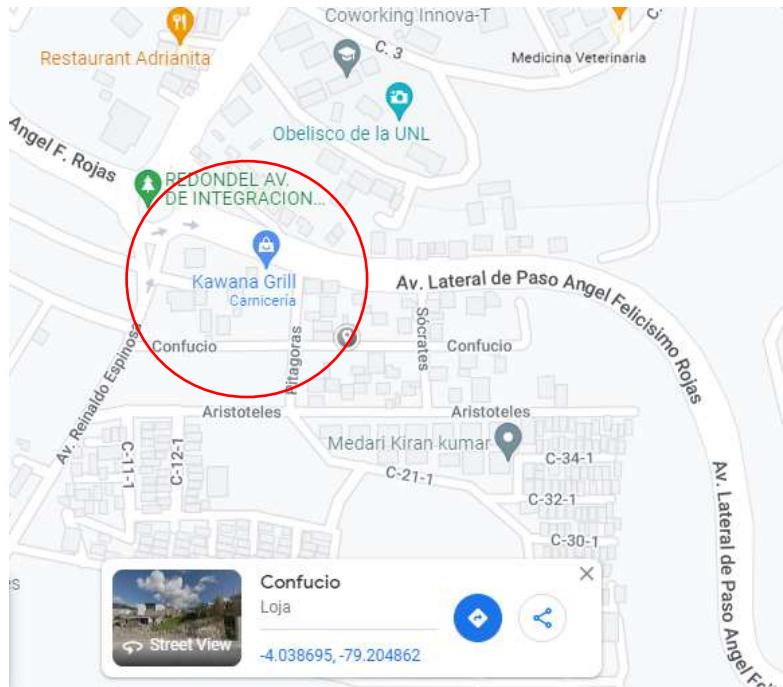 Coworking Innova-T
C. 3
C.
Restaurant Adrianita
Medicina Veterinaria
Obelisco de la UNL
Angel F. Rojas
REDONDEL AV.
DE INTEGRACION...
Kawana Grill
Carnicería
Av. Lateral de Paso Angel Felicisimo Rojas
Confucio
Pitagoras
Sócrates
Confucio
Av. Reinaldo Espinosa
Aristoteles
Aristoteles
Medari Kiran kumar
C-11-1
C-12-1
C-21-1
C-34-1
C-32-1
C-30-1
Av. Lateral de Paso Angel Fel
es
Confucio
Loja
Street View
-4.038695, -79.204862